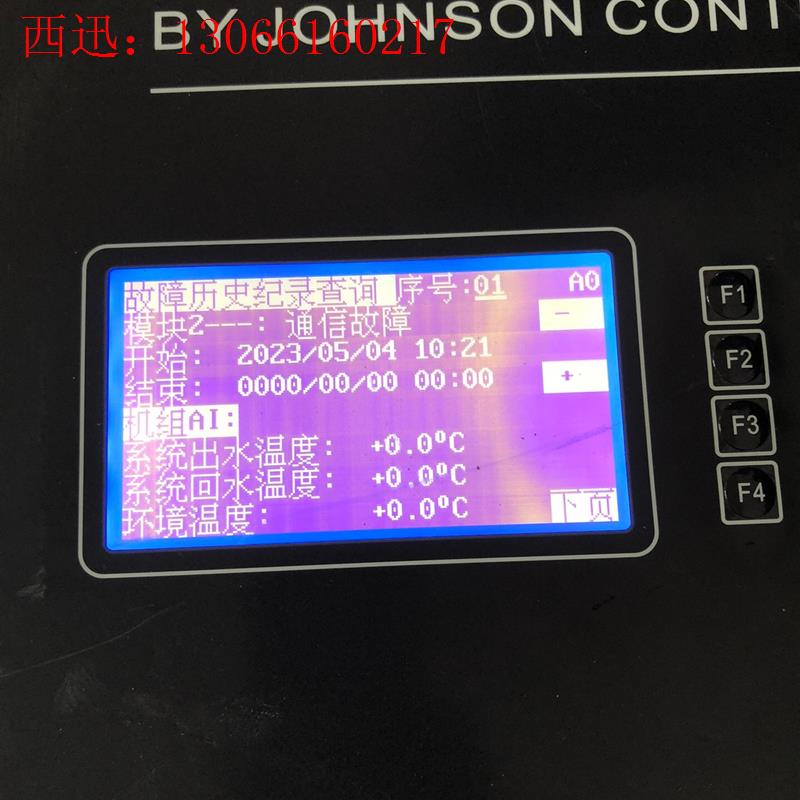 西迅：13066160217
BY JOHNSON CONT
故障历史纪录查询 序号:01 A0
模块2---: 通信故障 -
开始: 2023/05/04 10:21
结束: 0000/00/00 00:00 +
机组AI:
系统出水温度: +0.0ºC
系统回水温度: +0.0ºC
环境温度: +0.0ºC 下页
F1
F2
F3
F4